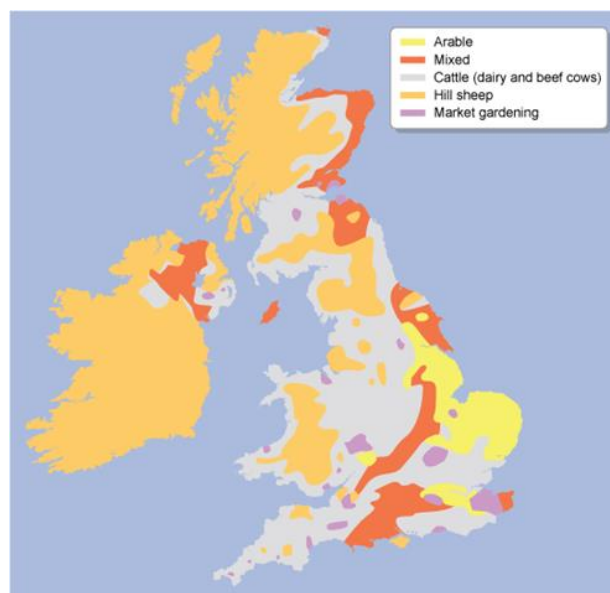 Arable
Mixed
Cattle (dairy and beef cows)
Hill sheep
Market gardening